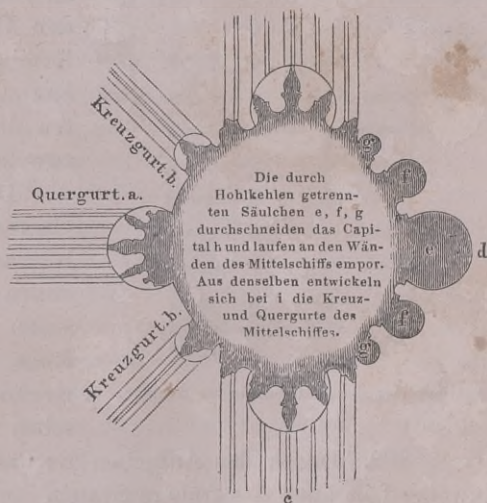 Kreuzgurt.b.
Quergurt.a.
Kreuzgurt.b.
Die durch
Hohlkehlen getrenn-
ten Säulchen e, f, g
durchschneiden das Capi-
tal h und laufen an den Wän-
den des Mittelschiffs empor.
Aus denselben entwickeln
sich bei i die Kreuz-
und Quergurte des
Mittelschiffes.
g
f
e
d
f
g
c